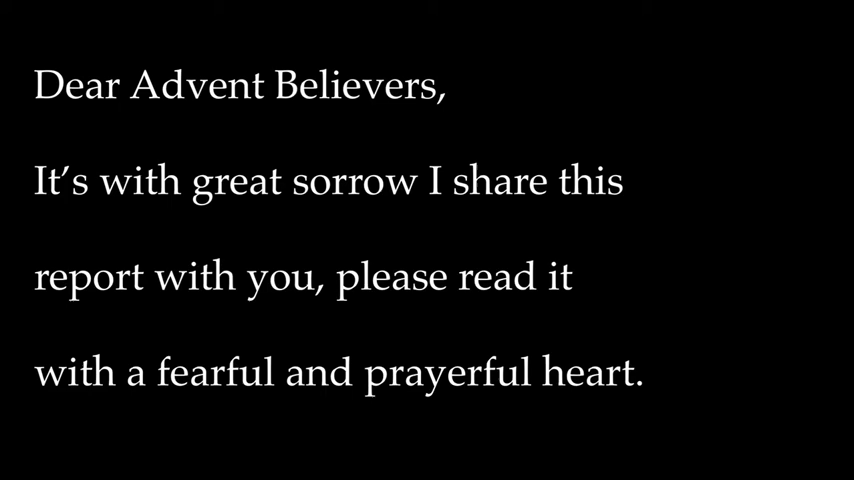 Dear Advent Believers,
It’s with great sorrow I share this
report with you, please read it
with a fearful and prayerful heart.